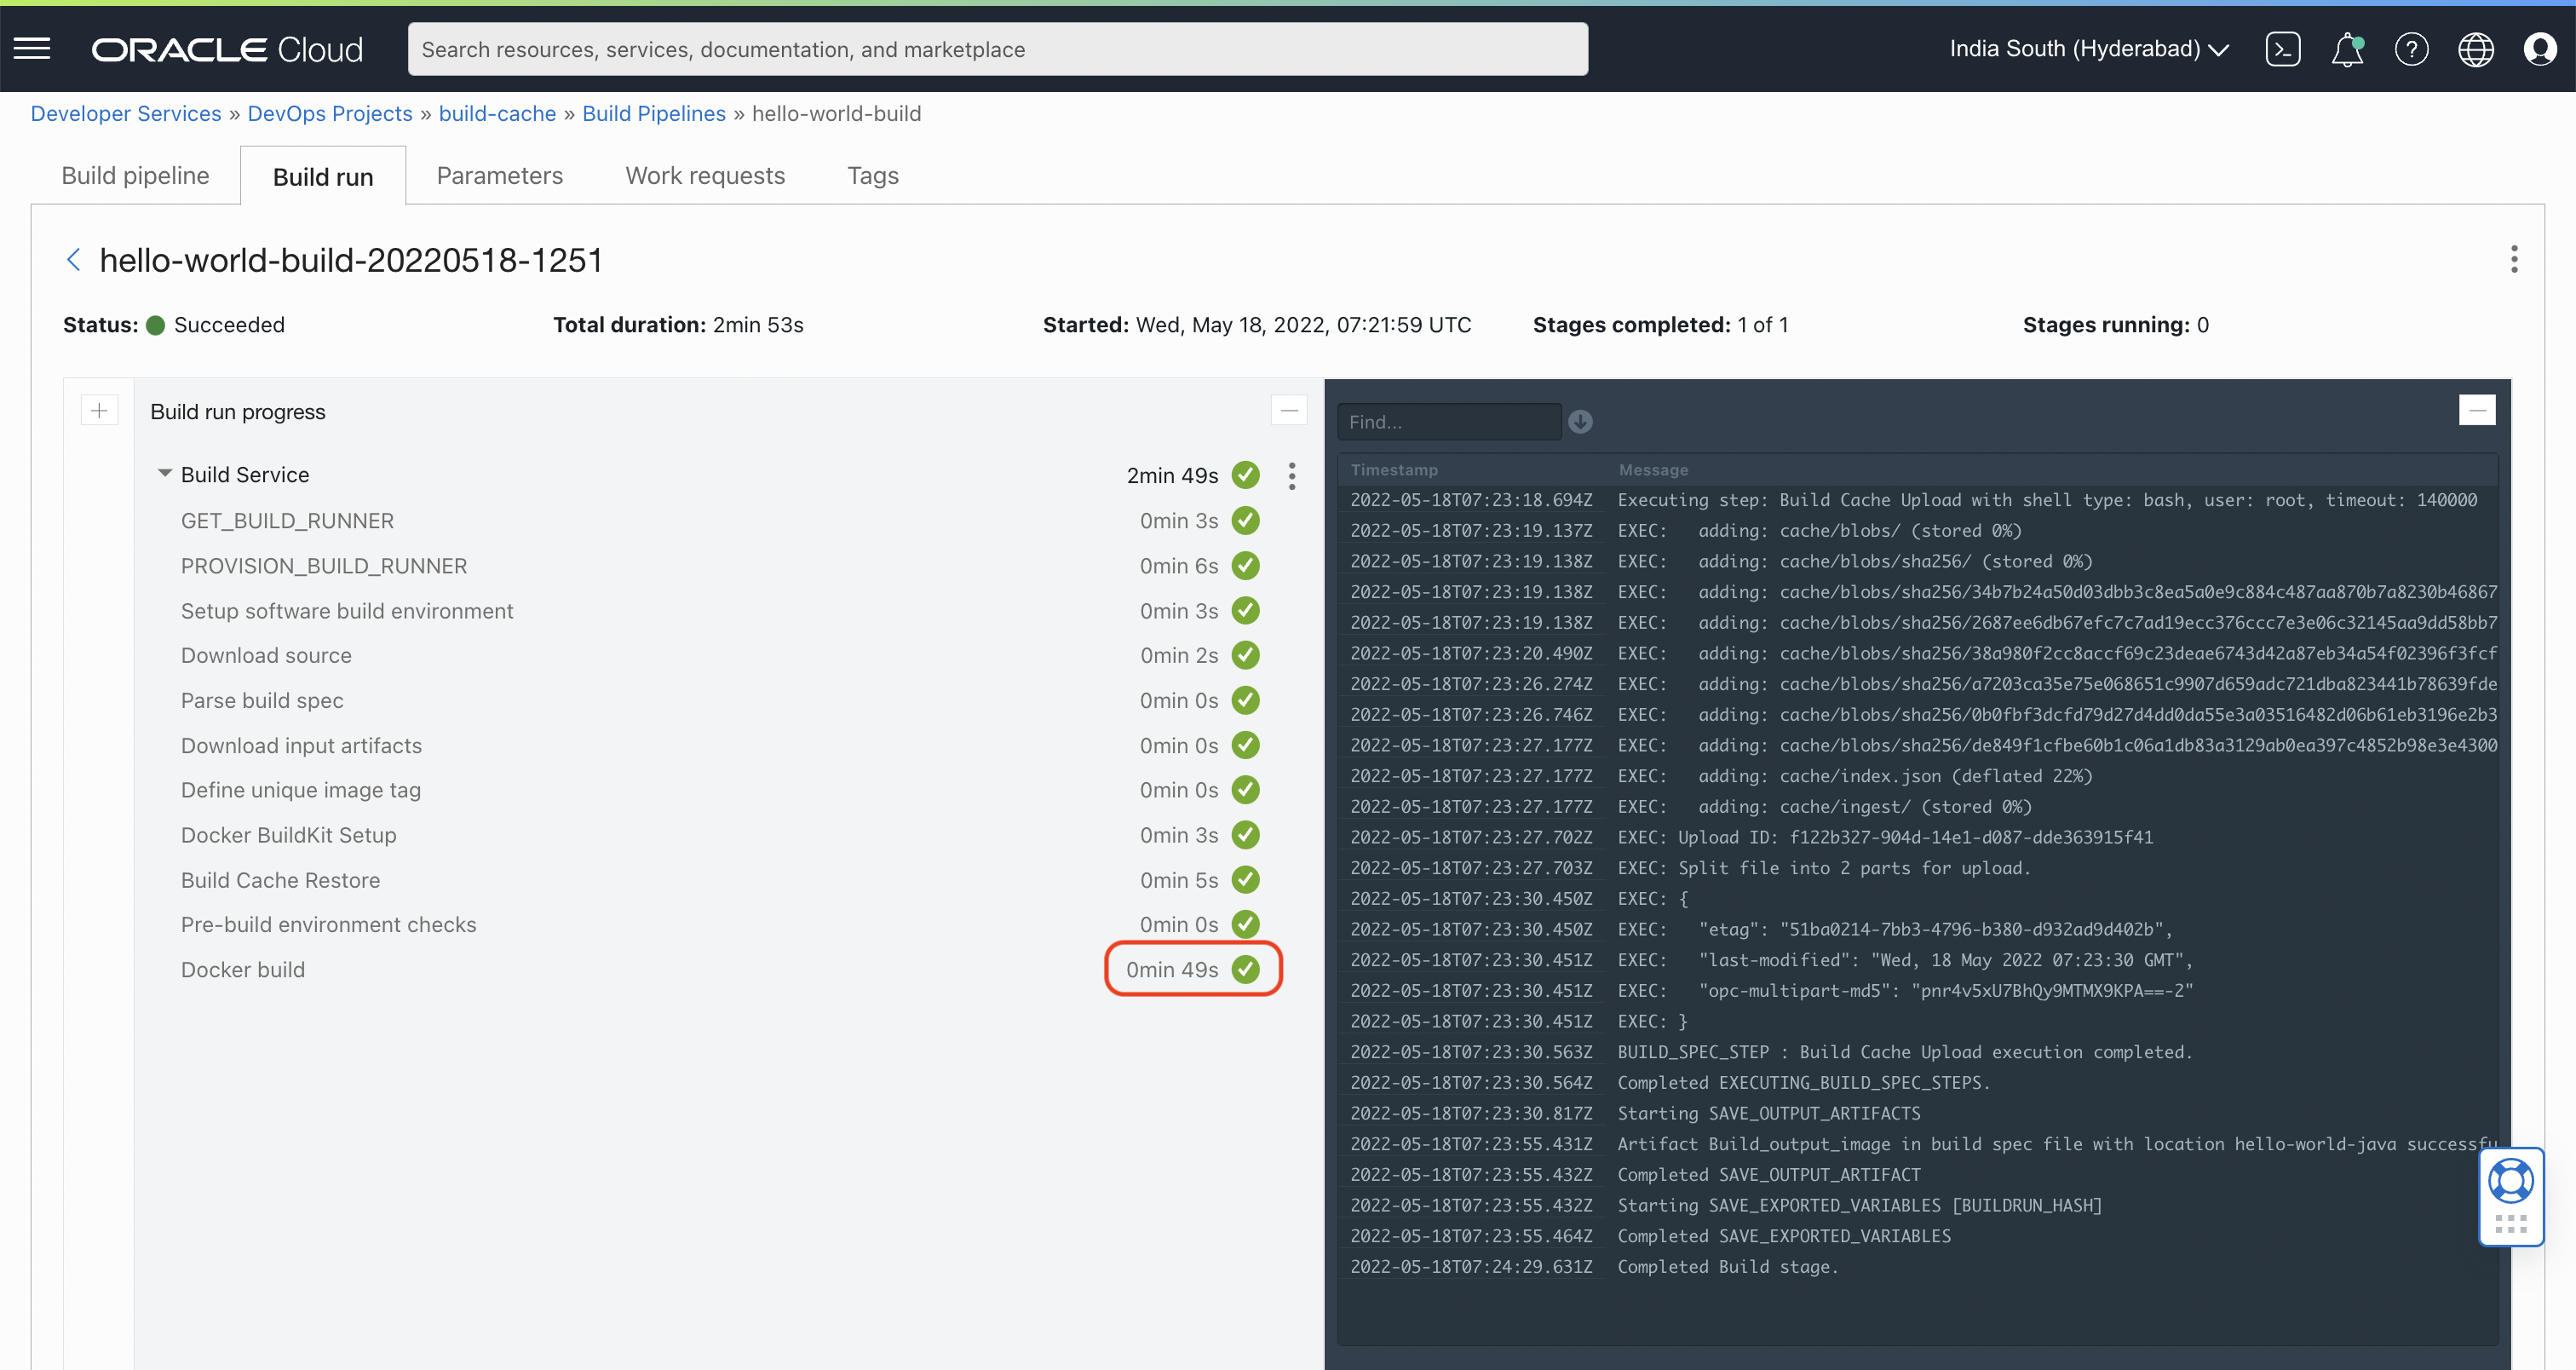 ORACLE Cloud
Search resources, services, documentation, and marketplace
India South (Hyderabad)
Developer Services » DevOps Projects » build-cache » Build Pipelines » hello-world-build
Build pipeline
Build run
Parameters
Work requests
Tags
hello-world-build-20220518-1251
Status: Succeeded
Total duration: 2min 53s
Started: Wed, May 18, 2022, 07:21:59 UTC
Stages completed: 1 of 1
Stages running: 0
Build run progress
Build Service 2min 49s
GET_BUILD_RUNNER 0min 3s
PROVISION_BUILD_RUNNER 0min 6s
Setup software build environment 0min 3s
Download source 0min 2s
Parse build spec 0min 0s
Download input artifacts 0min 0s
Define unique image tag 0min 0s
Docker BuildKit Setup 0min 3s
Build Cache Restore 0min 5s
Pre-build environment checks 0min 0s
Docker build 0min 49s
Find...
Timestamp Message
2022-05-18T07:23:18.694Z Executing step: Build Cache Upload with shell type: bash, user: root, timeout: 140000
2022-05-18T07:23:19.137Z EXEC: adding: cache/blobs/ (stored 0%)
2022-05-18T07:23:19.138Z EXEC: adding: cache/blobs/sha256/ (stored 0%)
2022-05-18T07:23:19.138Z EXEC: adding: cache/blobs/sha256/34b7b24a50d03dbb3c8ea5a0e9c884c487aa870b7a8230b46867
2022-05-18T07:23:19.138Z EXEC: adding: cache/blobs/sha256/2687ee6db67efc7c7ad19ecc376ccc7e3e06c32145aa9dd58bb7
2022-05-18T07:23:20.490Z EXEC: adding: cache/blobs/sha256/38a980f2cc8accf69c23deae6743d42a87eb34a54f02396f3fcf
2022-05-18T07:23:26.274Z EXEC: adding: cache/blobs/sha256/a7203ca35e75e068651c9907d659adc721dba823441b78639fde
2022-05-18T07:23:26.746Z EXEC: adding: cache/blobs/sha256/0b0fbf3dcfd79d27d4dd0da55e3a03516482d06b61eb3196e2b3
2022-05-18T07:23:27.177Z EXEC: adding: cache/blobs/sha256/de849f1cfbe60b1c06a1db83a3129ab0ea397c4852b98e3e4300
2022-05-18T07:23:27.177Z EXEC: adding: cache/index.json (deflated 22%)
2022-05-18T07:23:27.177Z EXEC: adding: cache/ingest/ (stored 0%)
2022-05-18T07:23:27.702Z EXEC: Upload ID: f122b327-904d-14e1-d087-dde363915f41
2022-05-18T07:23:27.703Z EXEC: Split file into 2 parts for upload.
2022-05-18T07:23:30.450Z EXEC: {
2022-05-18T07:23:30.450Z EXEC: "etag": "51ba0214-7bb3-4796-b380-d932ad9d402b",
2022-05-18T07:23:30.451Z EXEC: "last-modified": "Wed, 18 May 2022 07:23:30 GMT",
2022-05-18T07:23:30.451Z EXEC: "opc-multipart-md5": "pnr4v5xU7BhQy9MTMX9KPA==-2"
2022-05-18T07:23:30.451Z EXEC: }
2022-05-18T07:23:30.563Z BUILD_SPEC_STEP : Build Cache Upload execution completed.
2022-05-18T07:23:30.564Z Completed EXECUTING_BUILD_SPEC_STEPS.
2022-05-18T07:23:30.817Z Starting SAVE_OUTPUT_ARTIFACTS
2022-05-18T07:23:55.431Z Artifact Build_output_image in build spec file with location hello-world-java successfu
2022-05-18T07:23:55.432Z Completed SAVE_OUTPUT_ARTIFACT
2022-05-18T07:23:55.432Z Starting SAVE_EXPORTED_VARIABLES [BUILDRUN_HASH]
2022-05-18T07:23:55.464Z Completed SAVE_EXPORTED_VARIABLES
2022-05-18T07:24:29.631Z Completed Build stage.